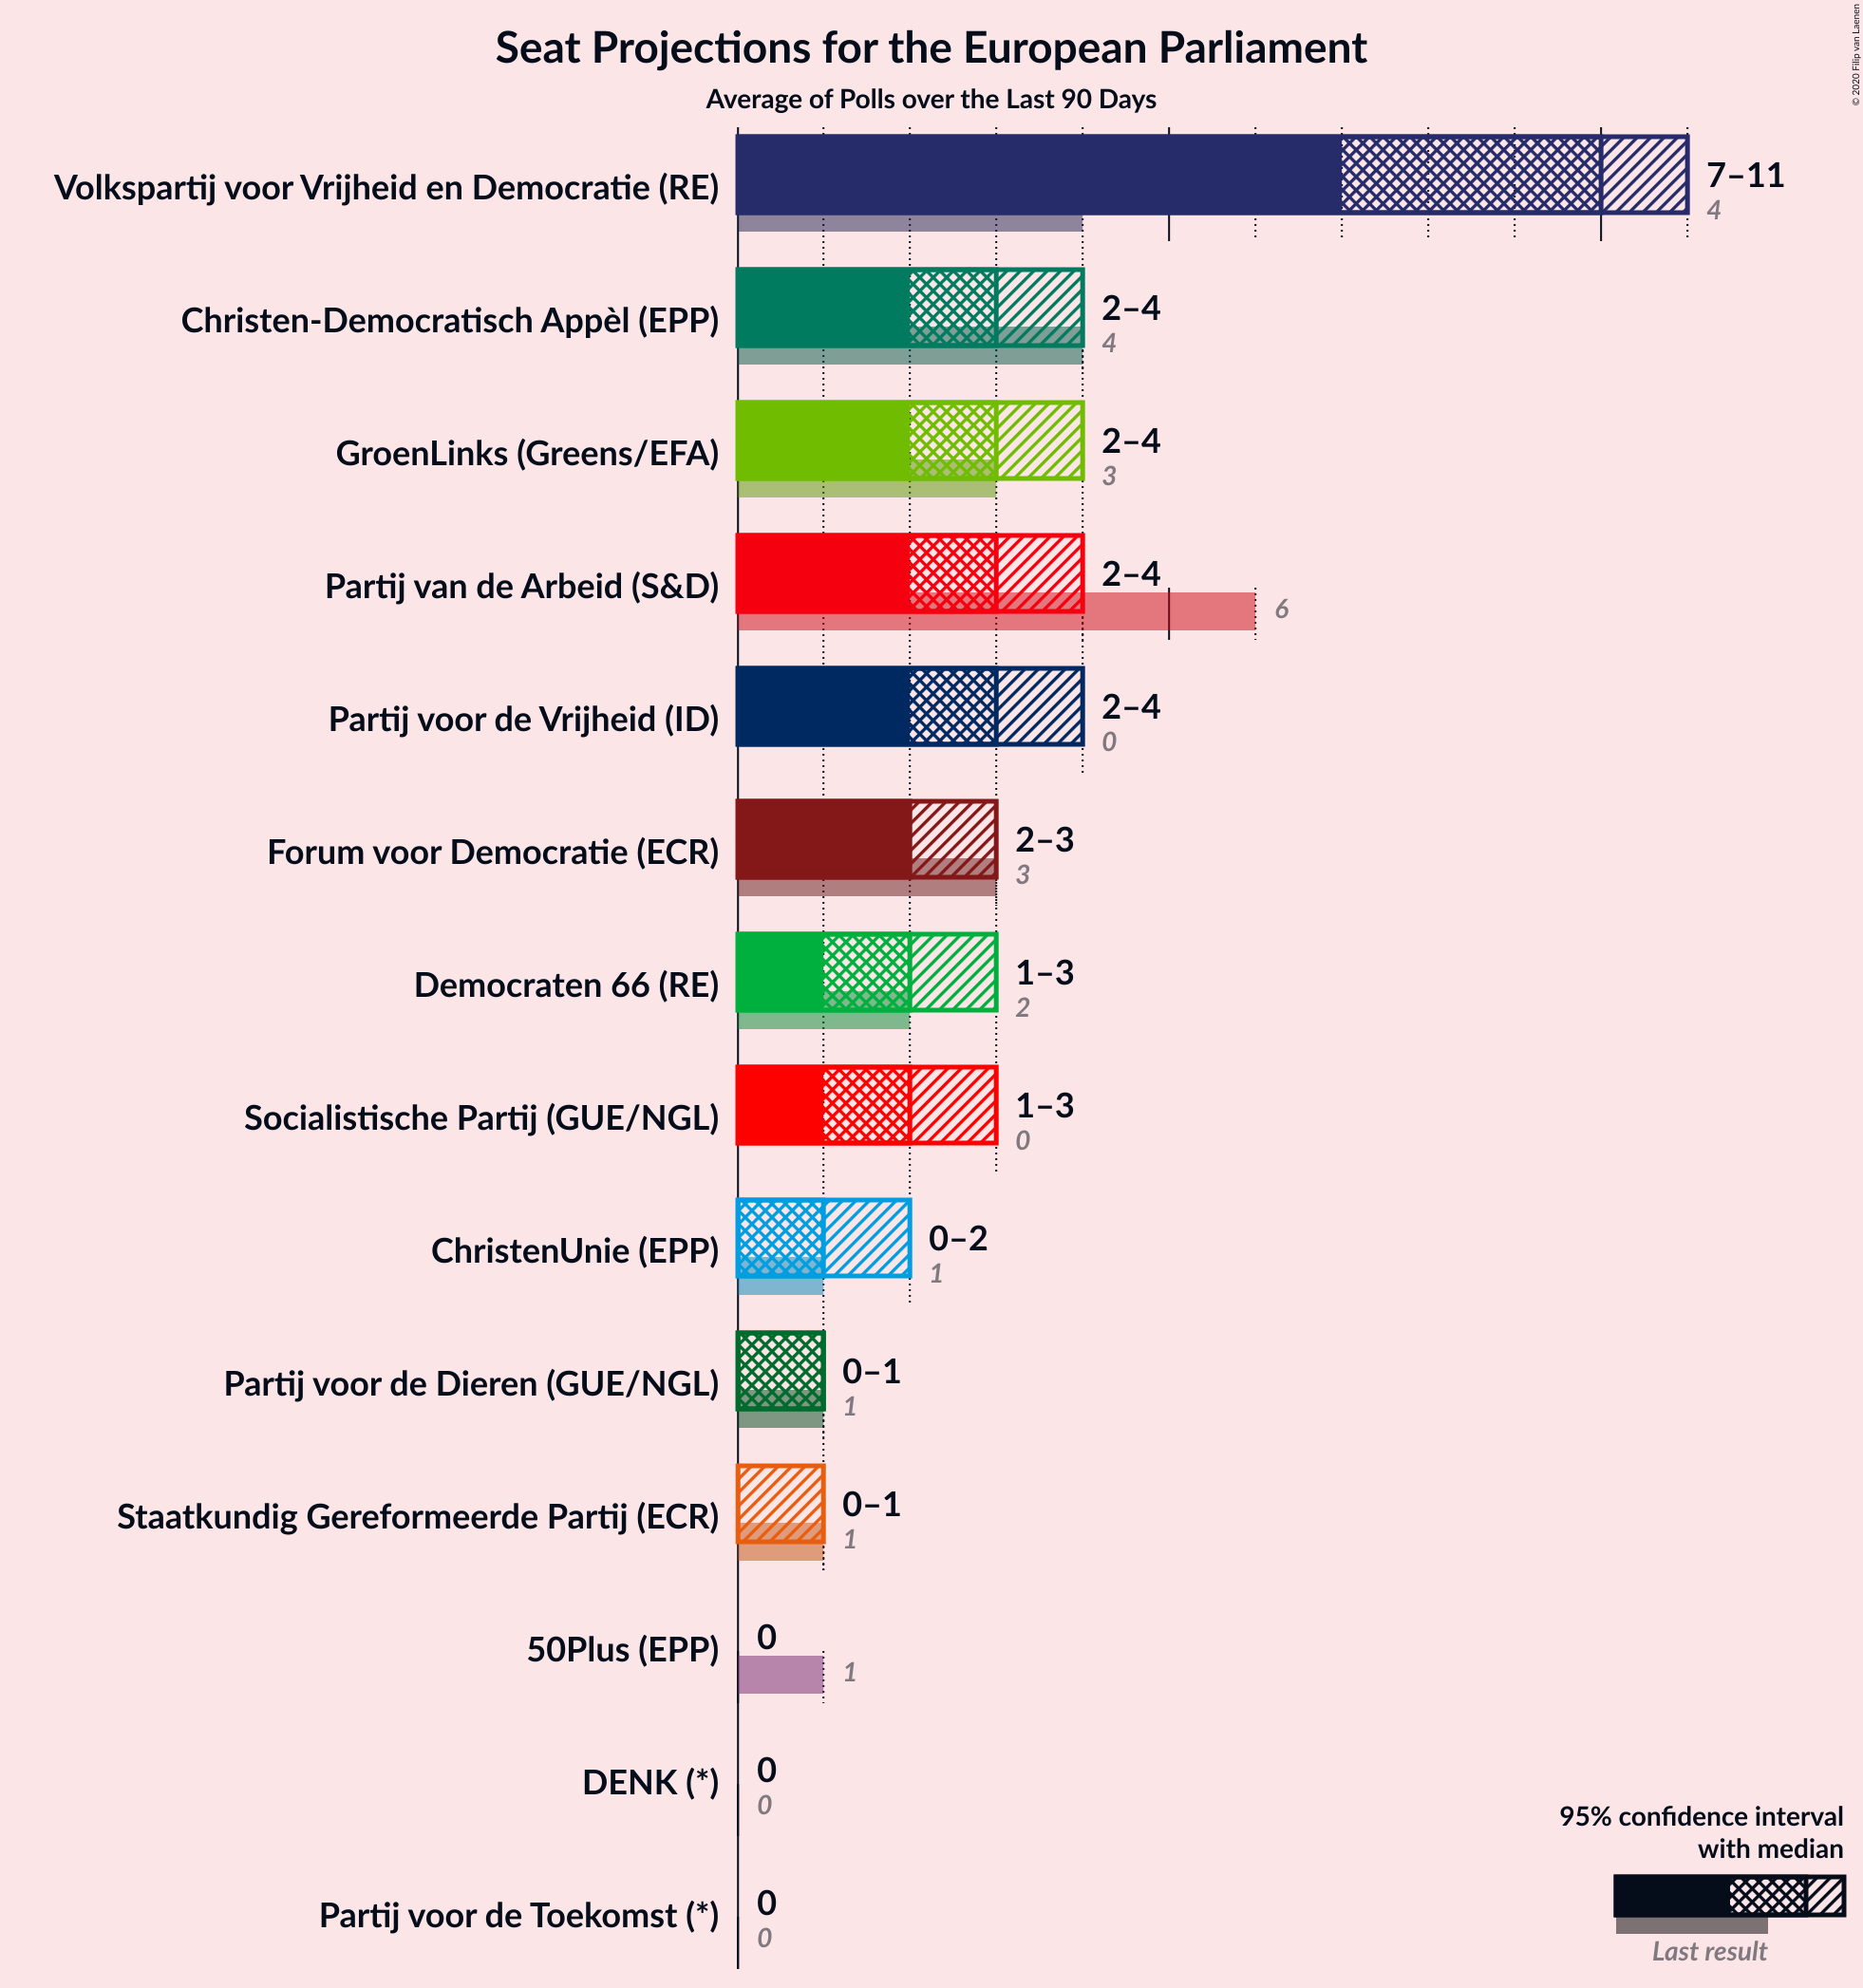 © 2020 Filip van Laenen
Seat Projections for the European Parliament
Average of Polls over the Last 90 Days
Volkspartij voor Vrijheid en Democratie (RE)
7–11
4
Christen-Democratisch Appèl (EPP)
2–4
4
GroenLinks (Greens/EFA)
2–4
3
Partij van de Arbeid (S&D)
2–4
6
Partij voor de Vrijheid (ID)
2–4
0
Forum voor Democratie (ECR)
2–3
3
Democraten 66 (RE)
1–3
2
Socialistische Partij (GUE/NGL)
1–3
0
ChristenUnie (EPP)
0–2
1
Partij voor de Dieren (GUE/NGL)
0–1
1
Staatkundig Gereformeerde Partij (ECR)
0–1
1
50Plus (EPP)
0
1
DENK (*)
0
0
Partij voor de Toekomst (*)
0
0
95% confidence interval
with median
Last result